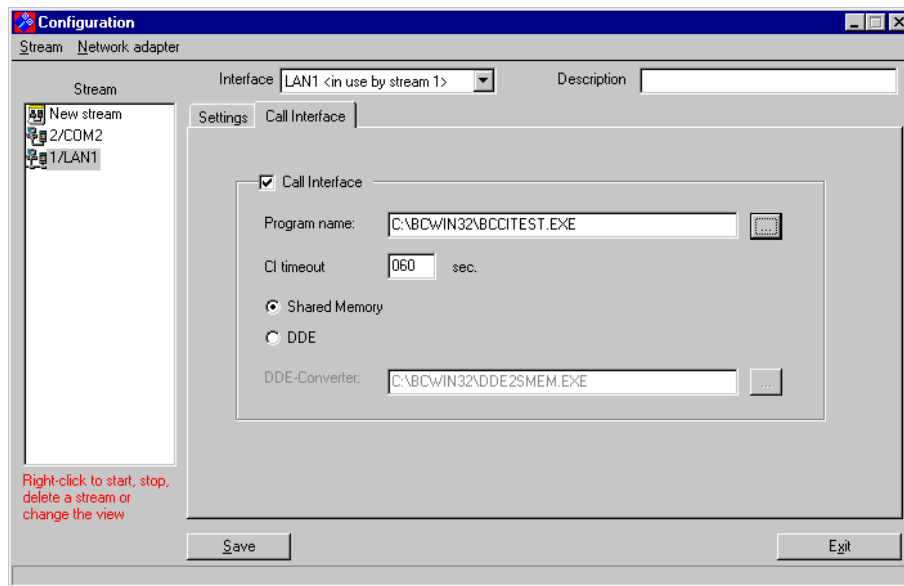 Configuration
Stream Network adapter
Stream
Interface LAN1 <in use by stream 1> Description
New stream
2/COM2
1/LAN1
Settings Call Interface
Call Interface
Program name: C:\BCWIN32\BCCITEST.EXE ...
CI timeout 060 sec.
Shared Memory
DDE
DDE-Converter: C:\BCWIN32\DDE2SMEM.EXE ...
Right-click to start, stop,
delete a stream or
change the view
Save Exit